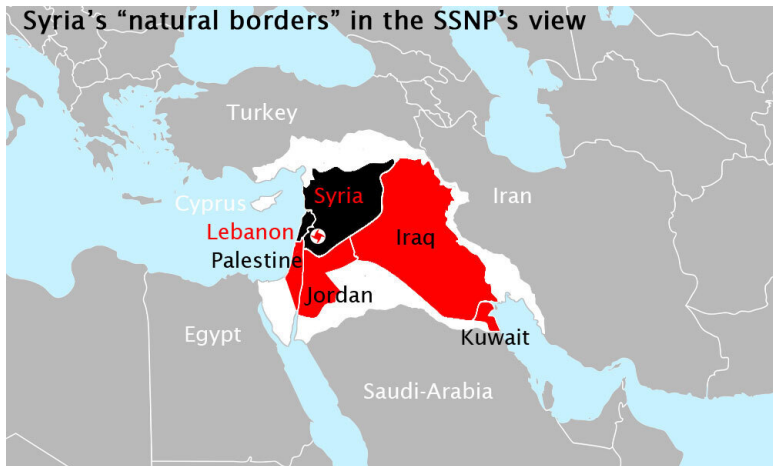 Syria's “natural borders” in the SSNP's view
Turkey
Cyprus
Syria
Iran
Lebanon
Iraq
Palestine
Jordan
Egypt
Kuwait
Saudi-Arabia